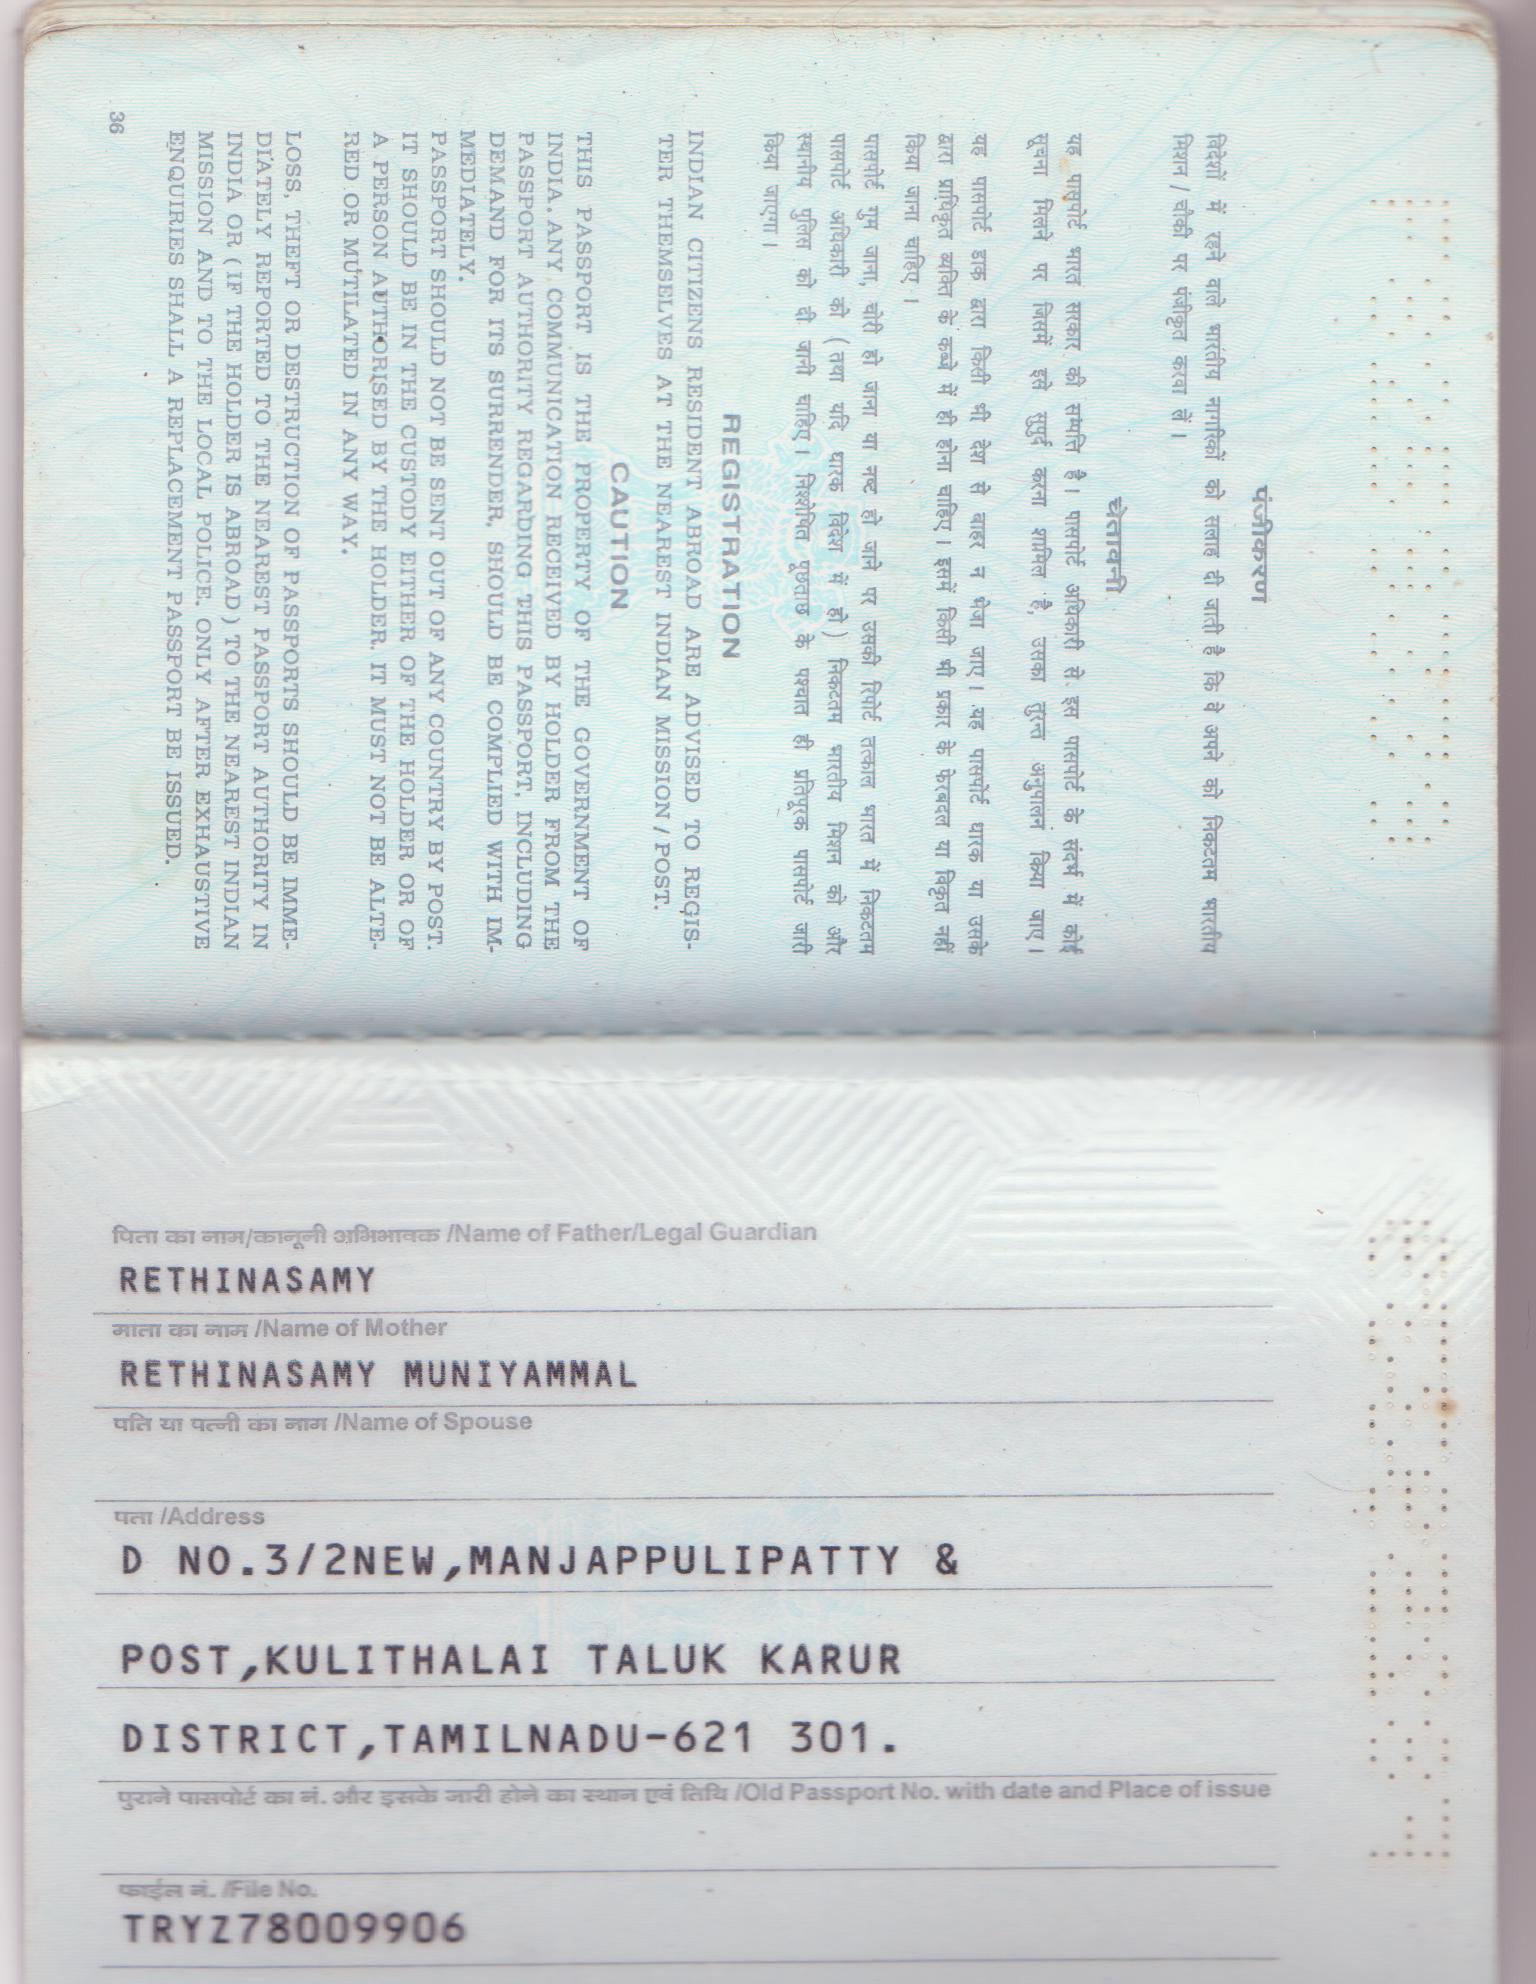 पंजीकरण
विदेशों में रहने वाले भारतीय नागरिकों को सलाह दी जाती है कि वे अपने को निकटतम भारतीय
मिशन / चौकी पर पंजीकृत करवा लें ।
चेतावनी
यह पासपोर्ट भारत सरकार की संम्पत्ति है। पासपोर्ट अधिकारी से इस पासपोर्ट के संदर्भ में कोई
सूचना मिलने पर जिसमें इसे सुपुर्द करना शामिल है, उसका तुरन्त अनुपालन किया जाए।
यह पासपोर्ट डाक द्वारा किसी भी देश से बाहर न भेजा जाए। यह पासपोर्ट धारक या उसके
द्वारा प्राधिकृत व्यक्ति के कब्जे में ही होना चाहिए। इसमें किसी भी प्रकार के फेरबदल या विकृत नहीं
किया जाना चाहिए ।
पासपोर्ट गुम जाना, चोरी हो जाना या नष्ट हो जाने पर उसकी रिपोर्ट तत्काल भारत में निकटतम
पासपोर्ट अधिकारी को (तथा यदि धारक विदेश में हो) निकटतम भारतीय मिशन को और
स्थानीय पुलिस को दी जानी चाहिए। निश्शेषित पूछताछ के पश्चात ही प्रतिपूरक पासपोर्ट जारी
किया जाएगा ।
REGISTRATION
INDIAN CITIZENS RESIDENT ABROAD ARE ADVISED TO REGIS-
TER THEMSELVES AT THE NEAREST INDIAN MISSION / POST.
CAUTION
THIS PASSPORT IS THE PROPERTY OF THE GOVERNMENT OF
INDIA. ANY COMMUNICATION RECEIVED BY HOLDER FROM THE
PASSPORT AUTHORITY REGARDING THIS PASSPORT, INCLUDING
DEMAND FOR ITS SURRENDER, SHOULD BE COMPLIED WITH IM-
MEDIATELY.
PASSPORT SHOULD NOT BE SENT OUT OF ANY COUNTRY BY POST.
IT SHOULD BE IN THE CUSTODY EITHER OF THE HOLDER OR OF
A PERSON AUTHORISED BY THE HOLDER. IT MUST NOT BE ALTE-
RED OR MUTILATED IN ANY WAY.
LOSS, THEFT OR DESTRUCTION OF PASSPORTS SHOULD BE IMME-
DIATELY REPORTED TO THE NEAREST PASSPORT AUTHORITY IN
INDIA OR ( IF THE HOLDER IS ABROAD ) TO THE NEAREST INDIAN
MISSION AND TO THE LOCAL POLICE. ONLY AFTER EXHAUSTIVE
ENQUIRIES SHALL A REPLACEMENT PASSPORT BE ISSUED.
36
पिता का नाम/कानूनी अभिभावक /Name of Father/Legal Guardian
RETHINASAMY
माता का नाम /Name of Mother
RETHINASAMY MUNIYAMMAL
पति या पत्नी का नाम /Name of Spouse
पता /Address
D NO.3/2NEW,MANJAPPULIPATTY &
POST,KULITHALAI TALUK KARUR
DISTRICT,TAMILNADU-621 301.
पुराने पासपोर्ट का नं. और इसके जारी होने का स्थान एवं तिथि /Old Passport No. with date and Place of issue
फाईल नं. /File No.
TRYZ78009906